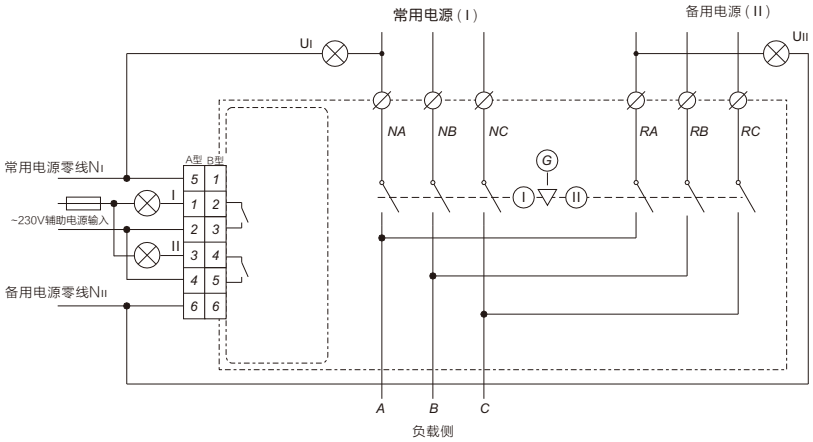 常用电源 ( I )
备用电源 ( II )
UI
UII
NA NB NC RA RB RC
G
I II
A型 B型
常用电源零线NI
5 1
I
1 2
~230V辅助电源输入
2 3
II
3 4
4 5
备用电源零线NII
6 6
A B C
负载侧